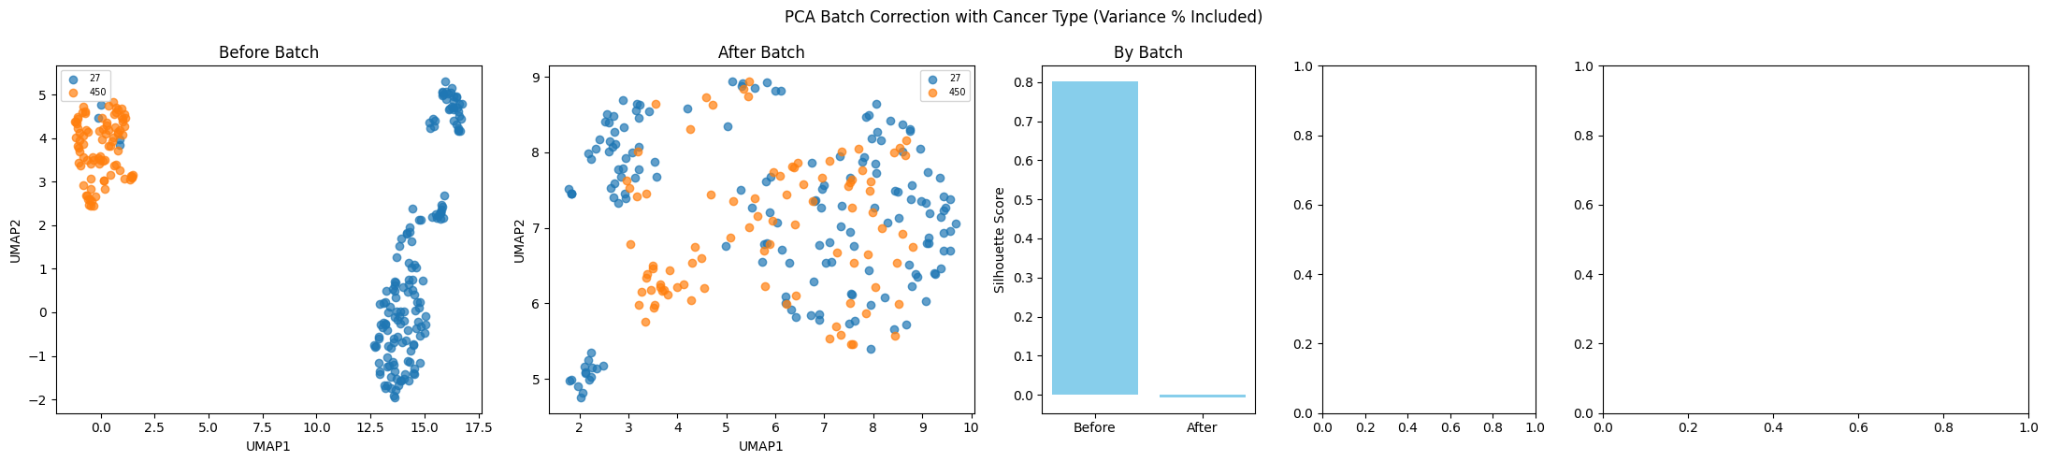 PCA Batch Correction with Cancer Type (Variance % Included)
Before Batch
27
450
5
4
3
2
1
0
−1
−2
UMAP2
0.0 2.5 5.0 7.5 10.0 12.5 15.0 17.5
UMAP1
After Batch
27
450
9
8
7
6
5
UMAP2
2 3 4 5 6 7 8 9 10
UMAP1
By Batch
0.8
0.7
0.6
0.5
0.4
0.3
0.2
0.1
0.0
Silhouette Score
Before After
1.0
0.8
0.6
0.4
0.2
0.0
0.0 0.2 0.4 0.6 0.8 1.0
1.0
0.8
0.6
0.4
0.2
0.0
0.0 0.2 0.4 0.6 0.8 1.0